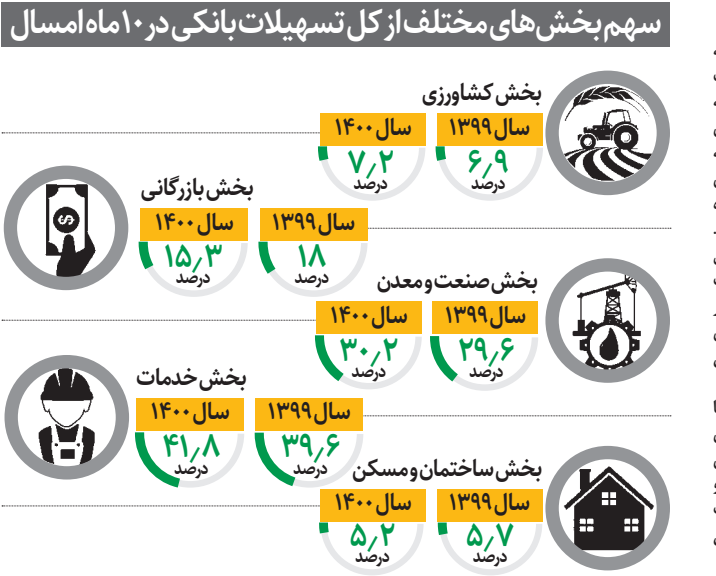 سهم بخش‌های مختلف از کل تسهیلات بانکی در ۱۰ ماه امسال
بخش کشاورزی
سال ۱۳۹۹ سال ۱۴۰۰
۶٫۹ ۷٫۲
درصد درصد
بخش بازرگانی
سال ۱۳۹۹ سال ۱۴۰۰
۱۸ ۱۵٫۳
درصد درصد
بخش صنعت و معدن
سال ۱۳۹۹ سال ۱۴۰۰
۲۹٫۶ ۳۰٫۲
درصد درصد
بخش خدمات
سال ۱۳۹۹ سال ۱۴۰۰
۳۹٫۶ ۴۱٫۸
درصد درصد
بخش ساختمان و مسکن
سال ۱۳۹۹ سال ۱۴۰۰
۵٫۷ ۵٫۲
درصد درصد